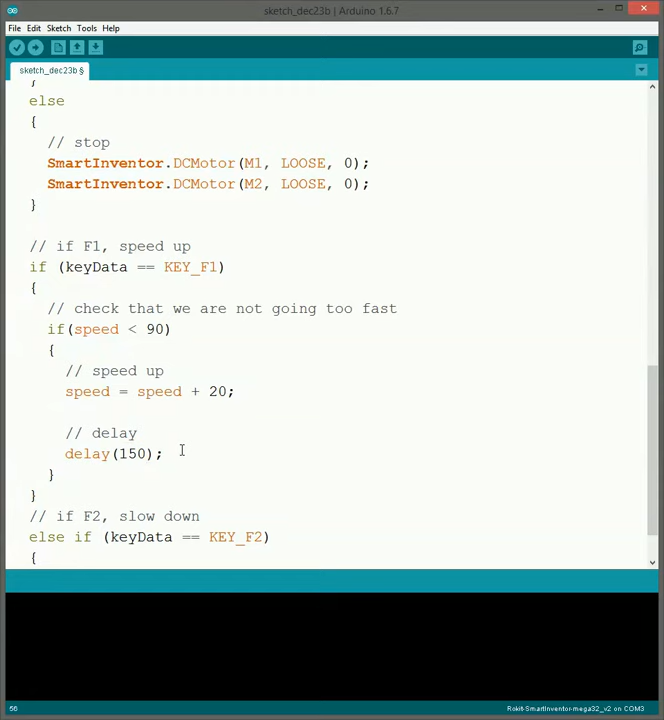 sketch_dec23b | Arduino 1.6.7
File Edit Sketch Tools Help
sketch_dec23b §
}
else
{
// stop
SmartInventor.DCMotor(M1, LOOSE, 0);
SmartInventor.DCMotor(M2, LOOSE, 0);
}
// if F1, speed up
if (keyData == KEY_F1)
{
// check that we are not going too fast
if(speed < 90)
{
// speed up
speed = speed + 20;
// delay
delay(150);
}
}
// if F2, slow down
else if (keyData == KEY_F2)
{
56
Rokit-SmartInventor-mega32_v2 on COM3